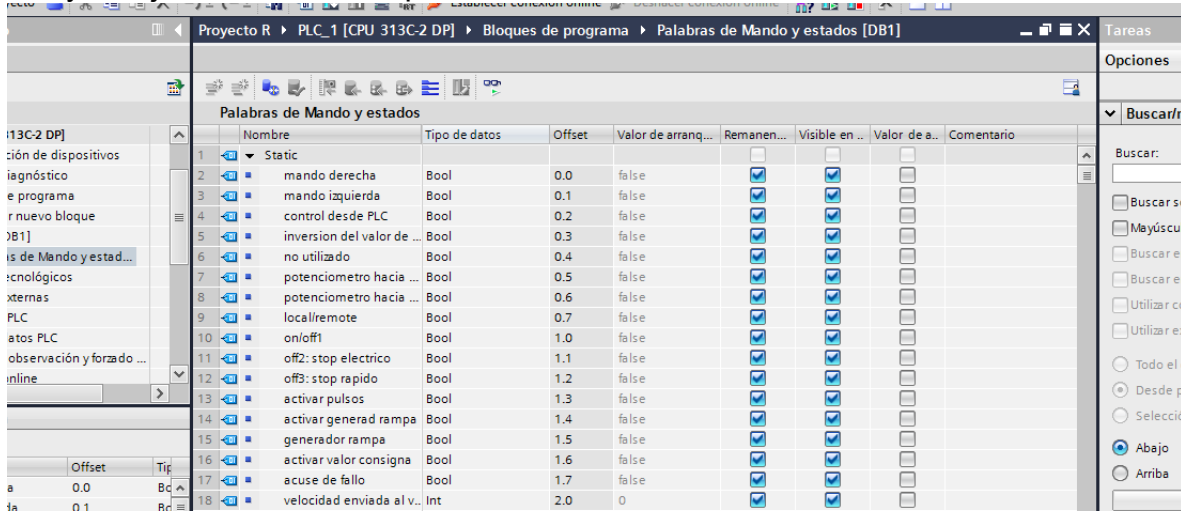 Proyecto R ▸ PLC_1 [CPU 313C-2 DP] ▸ Bloques de programa ▸ Palabras de Mando y estados [DB1]
Tareas
Opciones
Palabras de Mando y estados
Buscar/r
Nombre Tipo de datos Offset Valor de arranq... Remanen... Visible en .. Valor de a.. Comentario
1 Static
2 mando derecha Bool 0.0 false
3 mando izquierda Bool 0.1 false
4 control desde PLC Bool 0.2 false
5 inversion del valor de ... Bool 0.3 false
6 no utilizado Bool 0.4 false
7 potenciometro hacia ... Bool 0.5 false
8 potenciometro hacia ... Bool 0.6 false
9 local/remote Bool 0.7 false
10 on/off1 Bool 1.0 false
11 off2: stop electrico Bool 1.1 false
12 off3: stop rapido Bool 1.2 false
13 activar pulsos Bool 1.3 false
14 activar generad rampa Bool 1.4 false
15 generador rampa Bool 1.5 false
16 activar valor consigna Bool 1.6 false
17 acuse de fallo Bool 1.7 false
18 velocidad enviada al v... Int 2.0 0
313C-2 DP]
ción de dispositivos
iagnóstico
e programa
r nuevo bloque
DB1]
as de Mando y estad...
ecnológicos
xternas
PLC
atos PLC
observación y forzado ...
online
Offset Tip
a 0.0 Bo
da 0.1 Bo
Buscar:
Buscar s
Mayúscu
Buscar e
Buscar e
Utilizar c
Utilizar e
Todo el
Desde p
Selecció
Abajo
Arriba